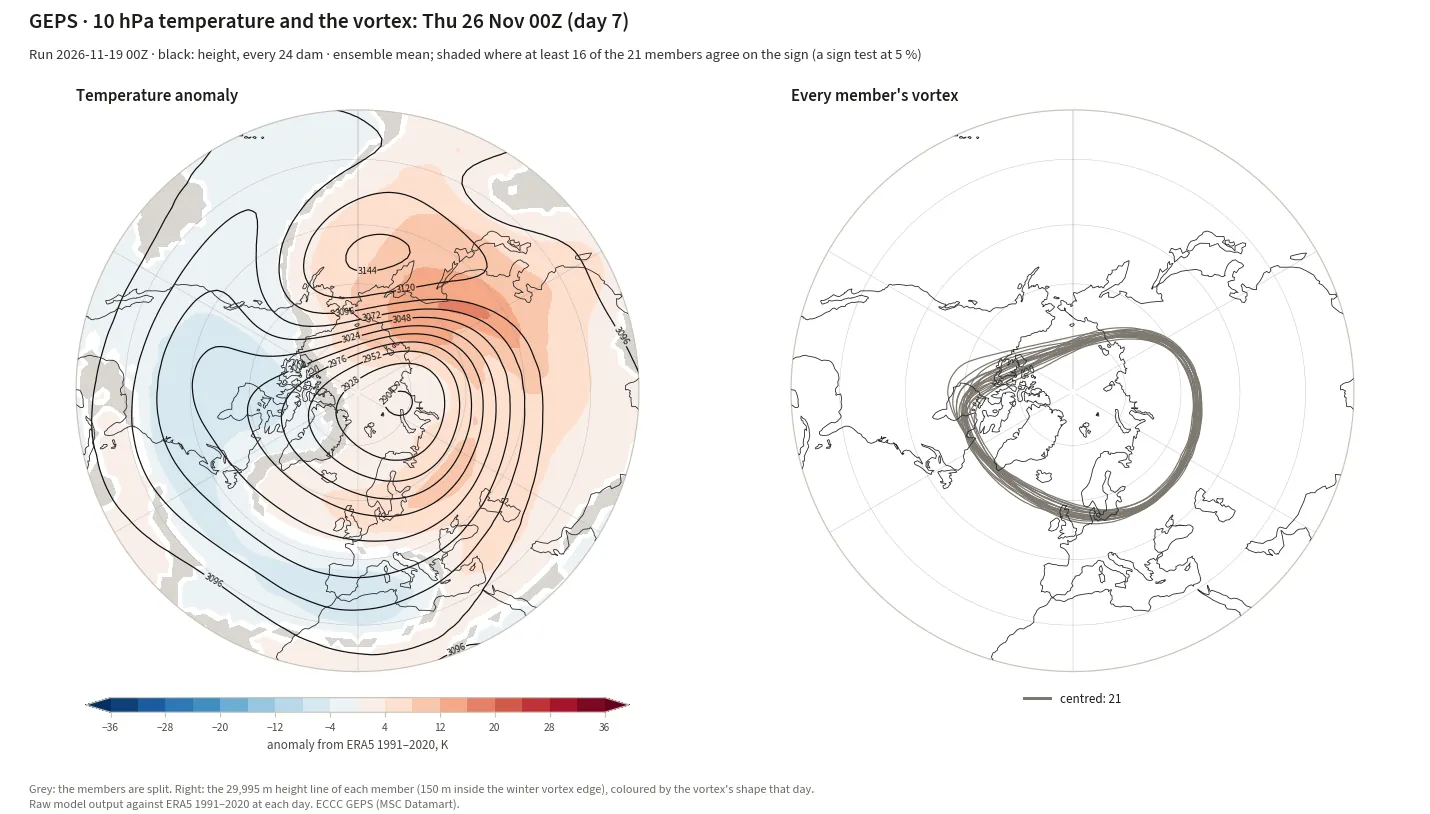 GEPS · 10 hPa temperature and the vortex: Thu 26 Nov 00Z (day 7)
Run 2026-11-19 00Z · black: height, every 24 dam · ensemble mean; shaded where at least 16 of the 21 members agree on the sign (a sign test at 5 %)
Temperature anomaly
Every member's vortex
3144
3120
3096
3072
3048
3024
2976
2952
2928
3096
3096
3096
centred: 21
−36
−28
−20
−12
−4
4
12
20
28
36
anomaly from ERA5 1991–2020, K
Grey: the members are split. Right: the 29,995 m height line of each member (150 m inside the winter vortex edge), coloured by the vortex's shape that day.
Raw model output against ERA5 1991–2020 at each day. ECCC GEPS (MSC Datamart).